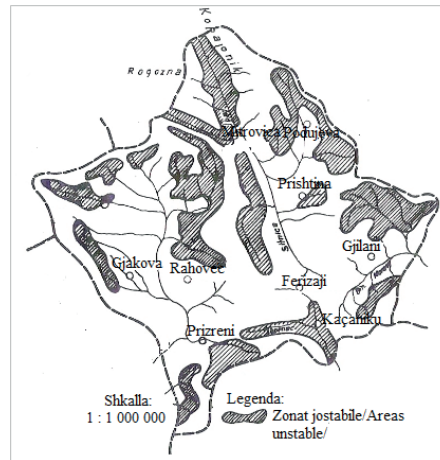 Kopajonik
Rogozna
Mitrovica
Podujeva
Prishtina
Sitnica
Gjilani
Gjakova
Rahovec
Ferizaji
Kaçaniku
Prizreni
Shkalla:
1 : 1 000 000
Legenda:
Zonat jostabile/Areas
unstable/